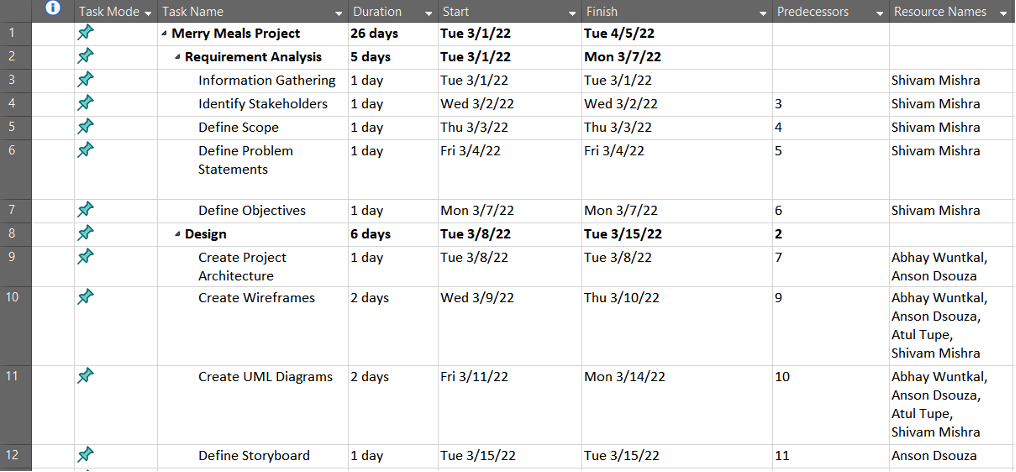 Task Mode Task Name Duration Start Finish Predecessors Resource Names
1 Merry Meals Project 26 days Tue 3/1/22 Tue 4/5/22
2 Requirement Analysis 5 days Tue 3/1/22 Mon 3/7/22
3 Information Gathering 1 day Tue 3/1/22 Tue 3/1/22 Shivam Mishra
4 Identify Stakeholders 1 day Wed 3/2/22 Wed 3/2/22 3 Shivam Mishra
5 Define Scope 1 day Thu 3/3/22 Thu 3/3/22 4 Shivam Mishra
6 Define Problem 1 day Fri 3/4/22 Fri 3/4/22 5 Shivam Mishra
Statements
7 Define Objectives 1 day Mon 3/7/22 Mon 3/7/22 6 Shivam Mishra
8 Design 6 days Tue 3/8/22 Tue 3/15/22 2
9 Create Project 1 day Tue 3/8/22 Tue 3/8/22 7 Abhay Wuntkal,
Architecture Anson Dsouza
10 Create Wireframes 2 days Wed 3/9/22 Thu 3/10/22 9 Abhay Wuntkal,
Anson Dsouza,
Atul Tupe,
Shivam Mishra
11 Create UML Diagrams 2 days Fri 3/11/22 Mon 3/14/22 10 Abhay Wuntkal,
Anson Dsouza,
Atul Tupe,
Shivam Mishra
12 Define Storyboard 1 day Tue 3/15/22 Tue 3/15/22 11 Anson Dsouza